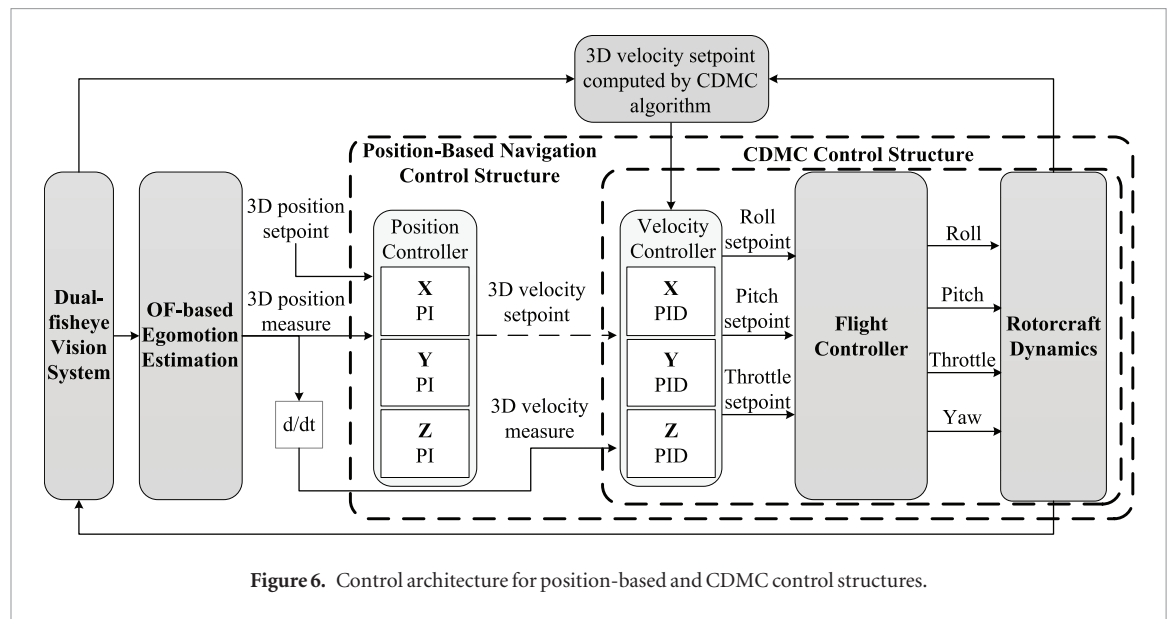 3D velocity setpoint
computed by CDMC
algorithm
Position-Based Navigation
Control Structure
CDMC Control Structure
Dual-
fisheye
Vision
System
OF-based
Egomotion
Estimation
3D position
setpoint
3D position
measure
d/dt
Position
Controller
X
PI
Y
PI
Z
PI
3D velocity
setpoint
3D velocity
measure
Velocity
Controller
X
PID
Y
PID
Z
PID
Roll
setpoint
Pitch
setpoint
Throttle
setpoint
Flight
Controller
Roll
Pitch
Throttle
Yaw
Rotorcraft
Dynamics
Figure 6. Control architecture for position-based and CDMC control structures.